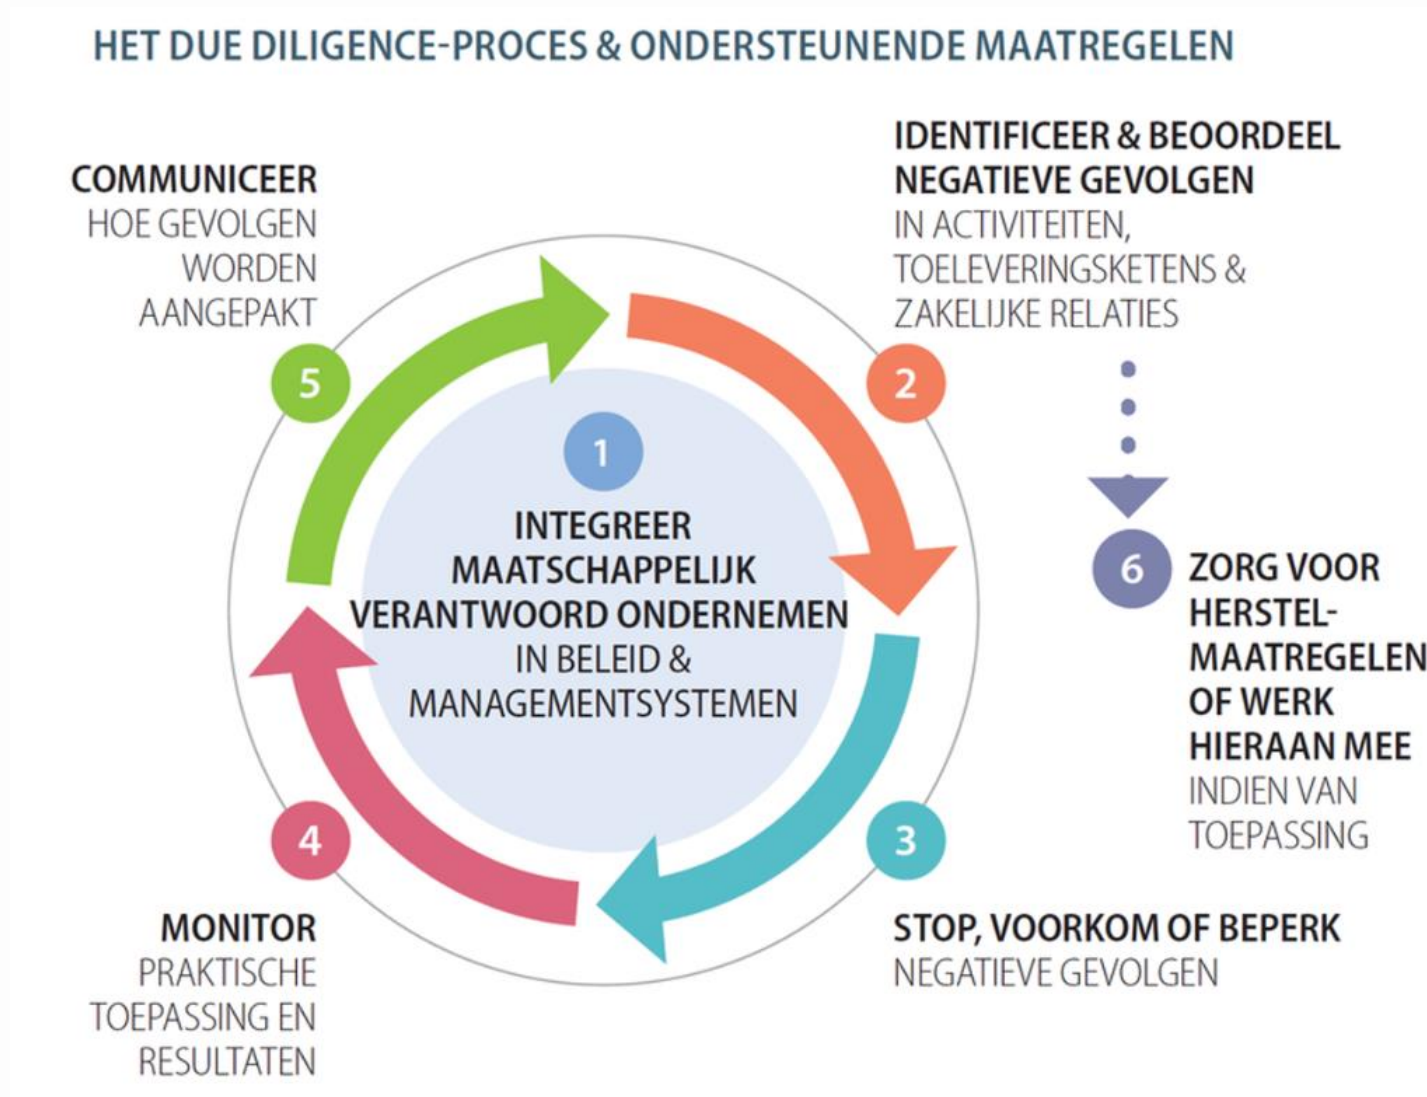 HET DUE DILIGENCE-PROCES & ONDERSTEUNENDE MAATREGELEN
1
INTEGREER
MAATSCHAPPELIJK
VERANTWOORD ONDERNEMEN
IN BELEID &
MANAGEMENTSYSTEMEN
IDENTIFICEER & BEOORDEEL
NEGATIEVE GEVOLGEN
IN ACTIVITEITEN,
TOELEVERINGSKETENS &
ZAKELIJKE RELATIES
2
3
STOP, VOORKOM OF BEPERK
NEGATIEVE GEVOLGEN
4
MONITOR
PRAKTISCHE
TOEPASSING EN
RESULTATEN
COMMUNICEER
HOE GEVOLGEN
WORDEN
AANGEPAKT
5
6
ZORG VOOR
HERSTEL-
MAATREGELEN
OF WERK
HIERAAN MEE
INDIEN VAN
TOEPASSING